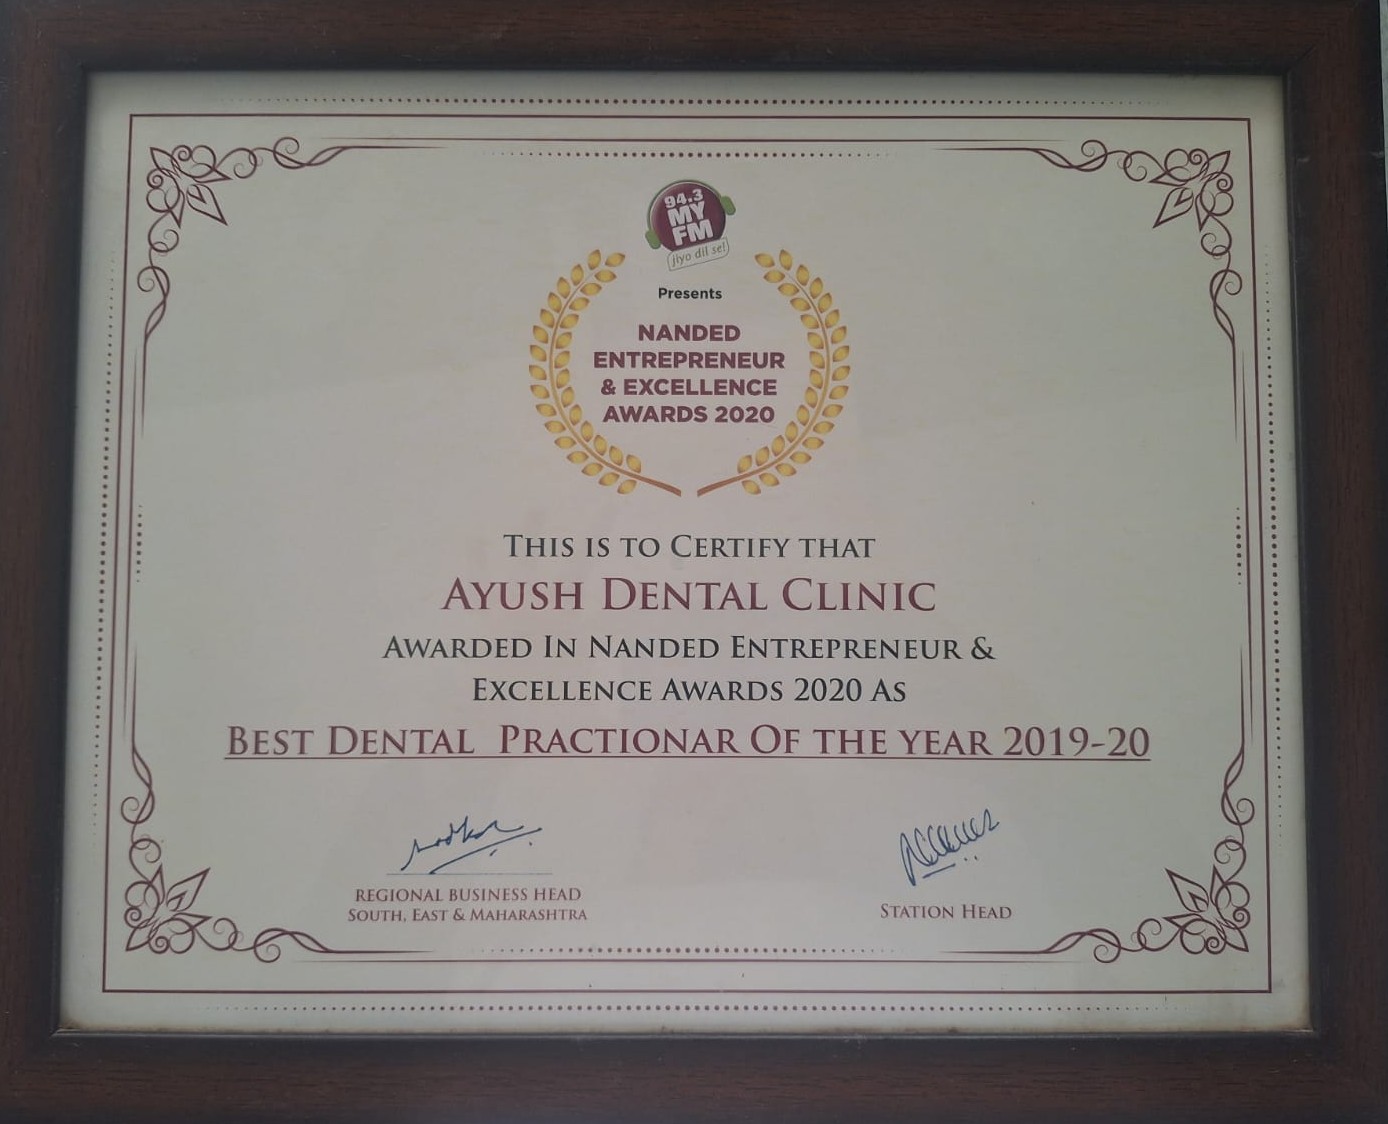 94.3
MY
FM
jiyo dil se!
Presents
NANDED
ENTREPRENEUR
& EXCELLENCE
AWARDS 2020
THIS IS TO CERTIFY THAT
AYUSH DENTAL CLINIC
AWARDED IN NANDED ENTREPRENEUR &
EXCELLENCE AWARDS 2020 AS
BEST DENTAL PRACTIONAR OF THE YEAR 2019-20
REGIONAL BUSINESS HEAD
SOUTH, EAST & MAHARASHTRA
STATION HEAD